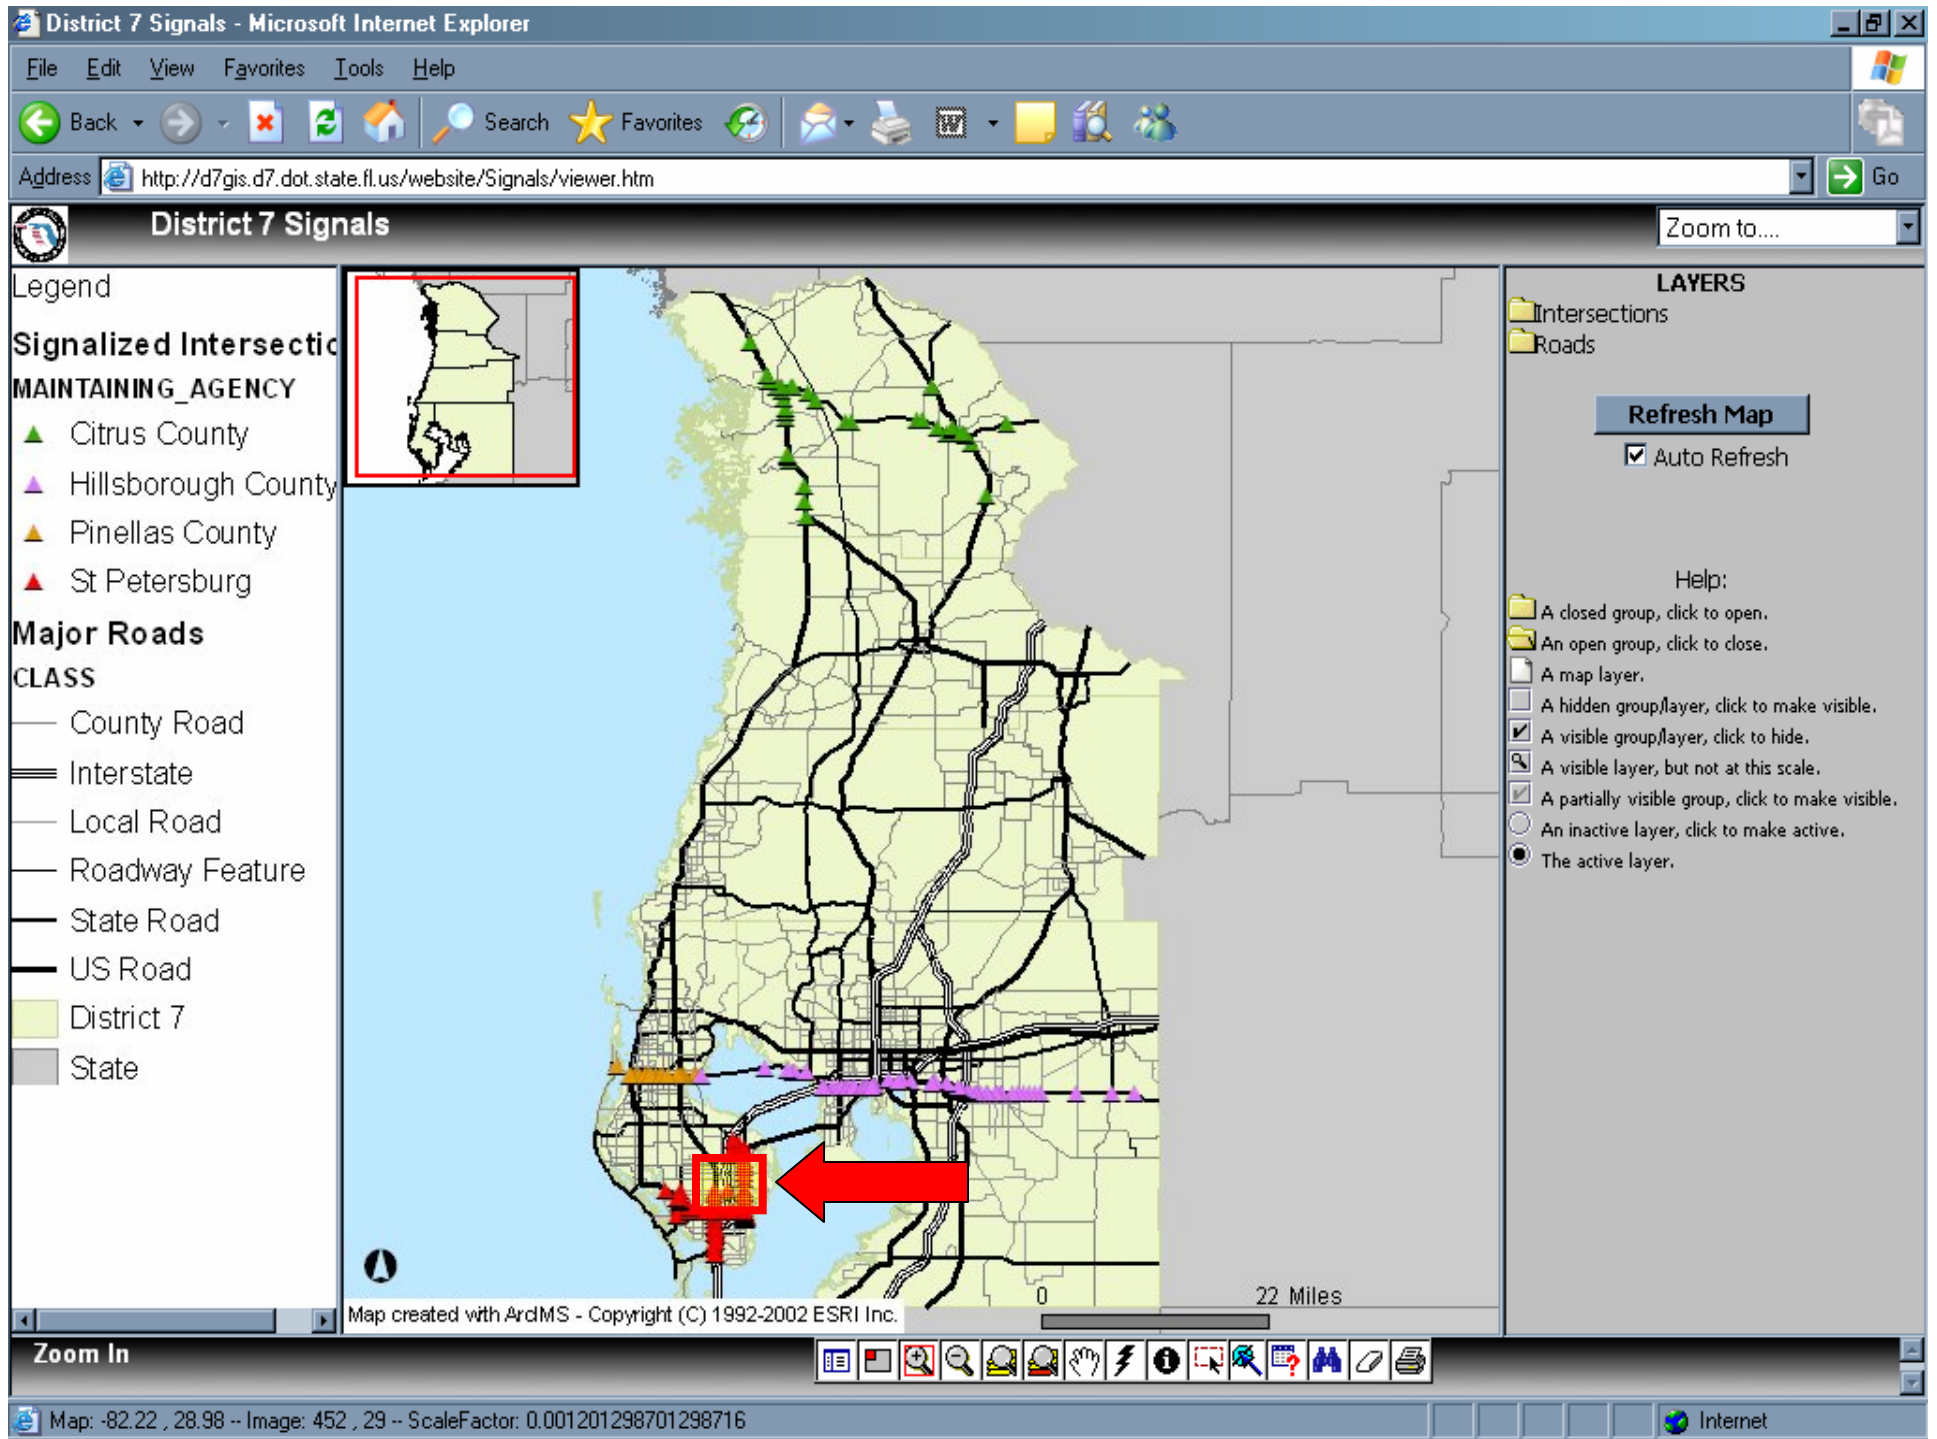 District 7 Signals - Microsoft Internet Explorer
File Edit View Favorites Tools Help
Back Search Favorites
Address http://d7gis.d7.dot.state.fl.us/website/Signals/viewer.htm Go
District 7 Signals
Zoom to....
Legend
Signalized Intersectio
MAINTAINING_AGENCY
Citrus County
Hillsborough County
Pinellas County
St Petersburg
Major Roads
CLASS
County Road
Interstate
Local Road
Roadway Feature
State Road
US Road
District 7
State
0 22 Miles
Map created with ArcIMS - Copyright (C) 1992-2002 ESRI Inc.
LAYERS
Intersections
Roads
Refresh Map
Auto Refresh
Help:
A closed group, click to open.
An open group, click to close.
A map layer.
A hidden group/layer, click to make visible.
A visible group/layer, click to hide.
A visible layer, but not at this scale.
A partially visible group, click to make visible.
An inactive layer, click to make active.
The active layer.
Zoom In
Map: -82.22 , 28.98 -- Image: 452 , 29 -- ScaleFactor: 0.001201298701298716
Internet